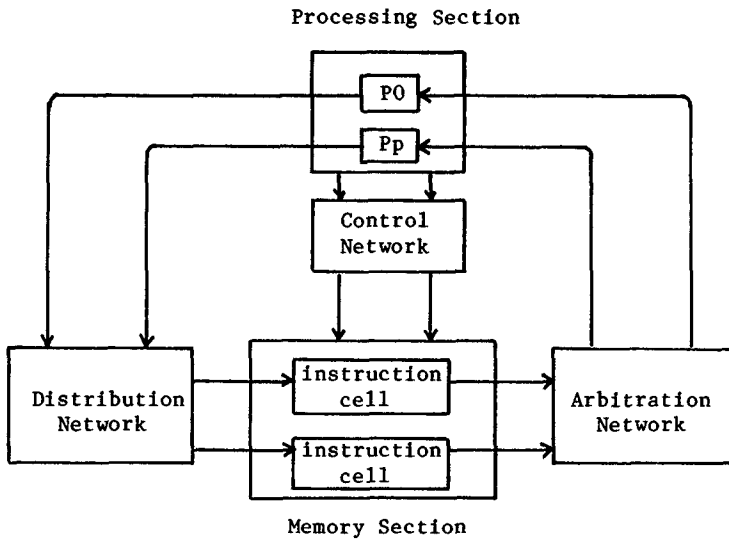 Processing Section
P0
Pp
Control
Network
Distribution
Network
instruction
cell
instruction
cell
Arbitration
Network
Memory Section